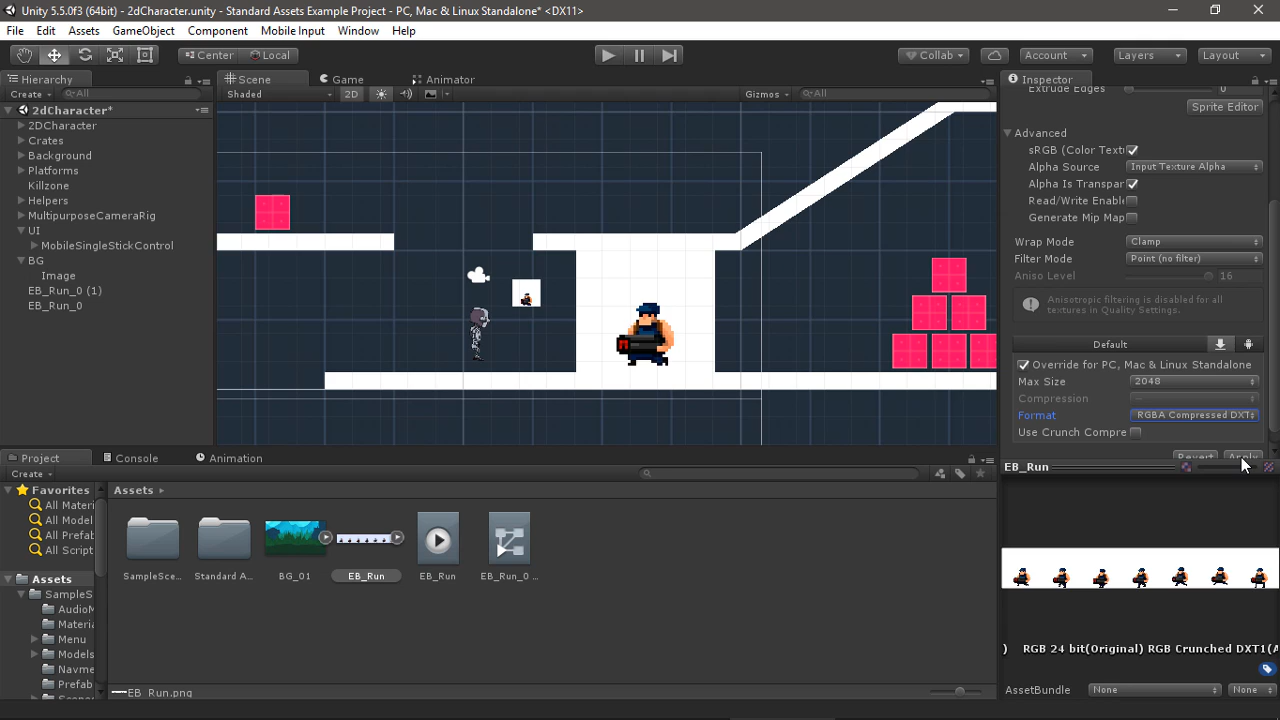 Unity 5.5.0f3 (64bit) - 2dCharacter.unity - Standard Assets Example Project - PC, Mac & Linux Standalone* <DX11>
File Edit Assets GameObject Component Mobile Input Window Help
Center Local Collab Account Layers Layout
Hierarchy
Create All
2dCharacter*
2DCharacter
Crates
Background
Platforms
Killzone
Helpers
MultipurposeCameraRig
UI
MobileSingleStickControl
BG
Image
EB_Run_0 (1)
EB_Run_0
Scene Game Animator
Shaded 2D Gizmos All
Inspector
Extrude Edges 0
Sprite Editor
Advanced
sRGB (Color Text
Alpha Source Input Texture Alpha
Alpha Is Transpar
Read/Write Enable
Generate Mip Map
Wrap Mode Clamp
Filter Mode Point (no filter)
Aniso Level 16
Anisotropic filtering is disabled for all
textures in Quality Settings.
Default
Override for PC, Mac & Linux Standalone
Max Size 2048
Compression
Format RGBA Compressed DXT
Use Crunch Compre
Revert Apply
EB_Run
) RGB 24 bit(Original) RGB Crunched DXT1(A
AssetBundle None None
Project Console Animation
Create
Favorites
All Mater
All Model
All Prefab
All Script
Assets
SampleS
AudioM
Materia
Menu
Models
Navme
Prefab
Assets
SampleSce... Standard A... BG_01 EB_Run EB_Run EB_Run_0 ...
EB_Run.png